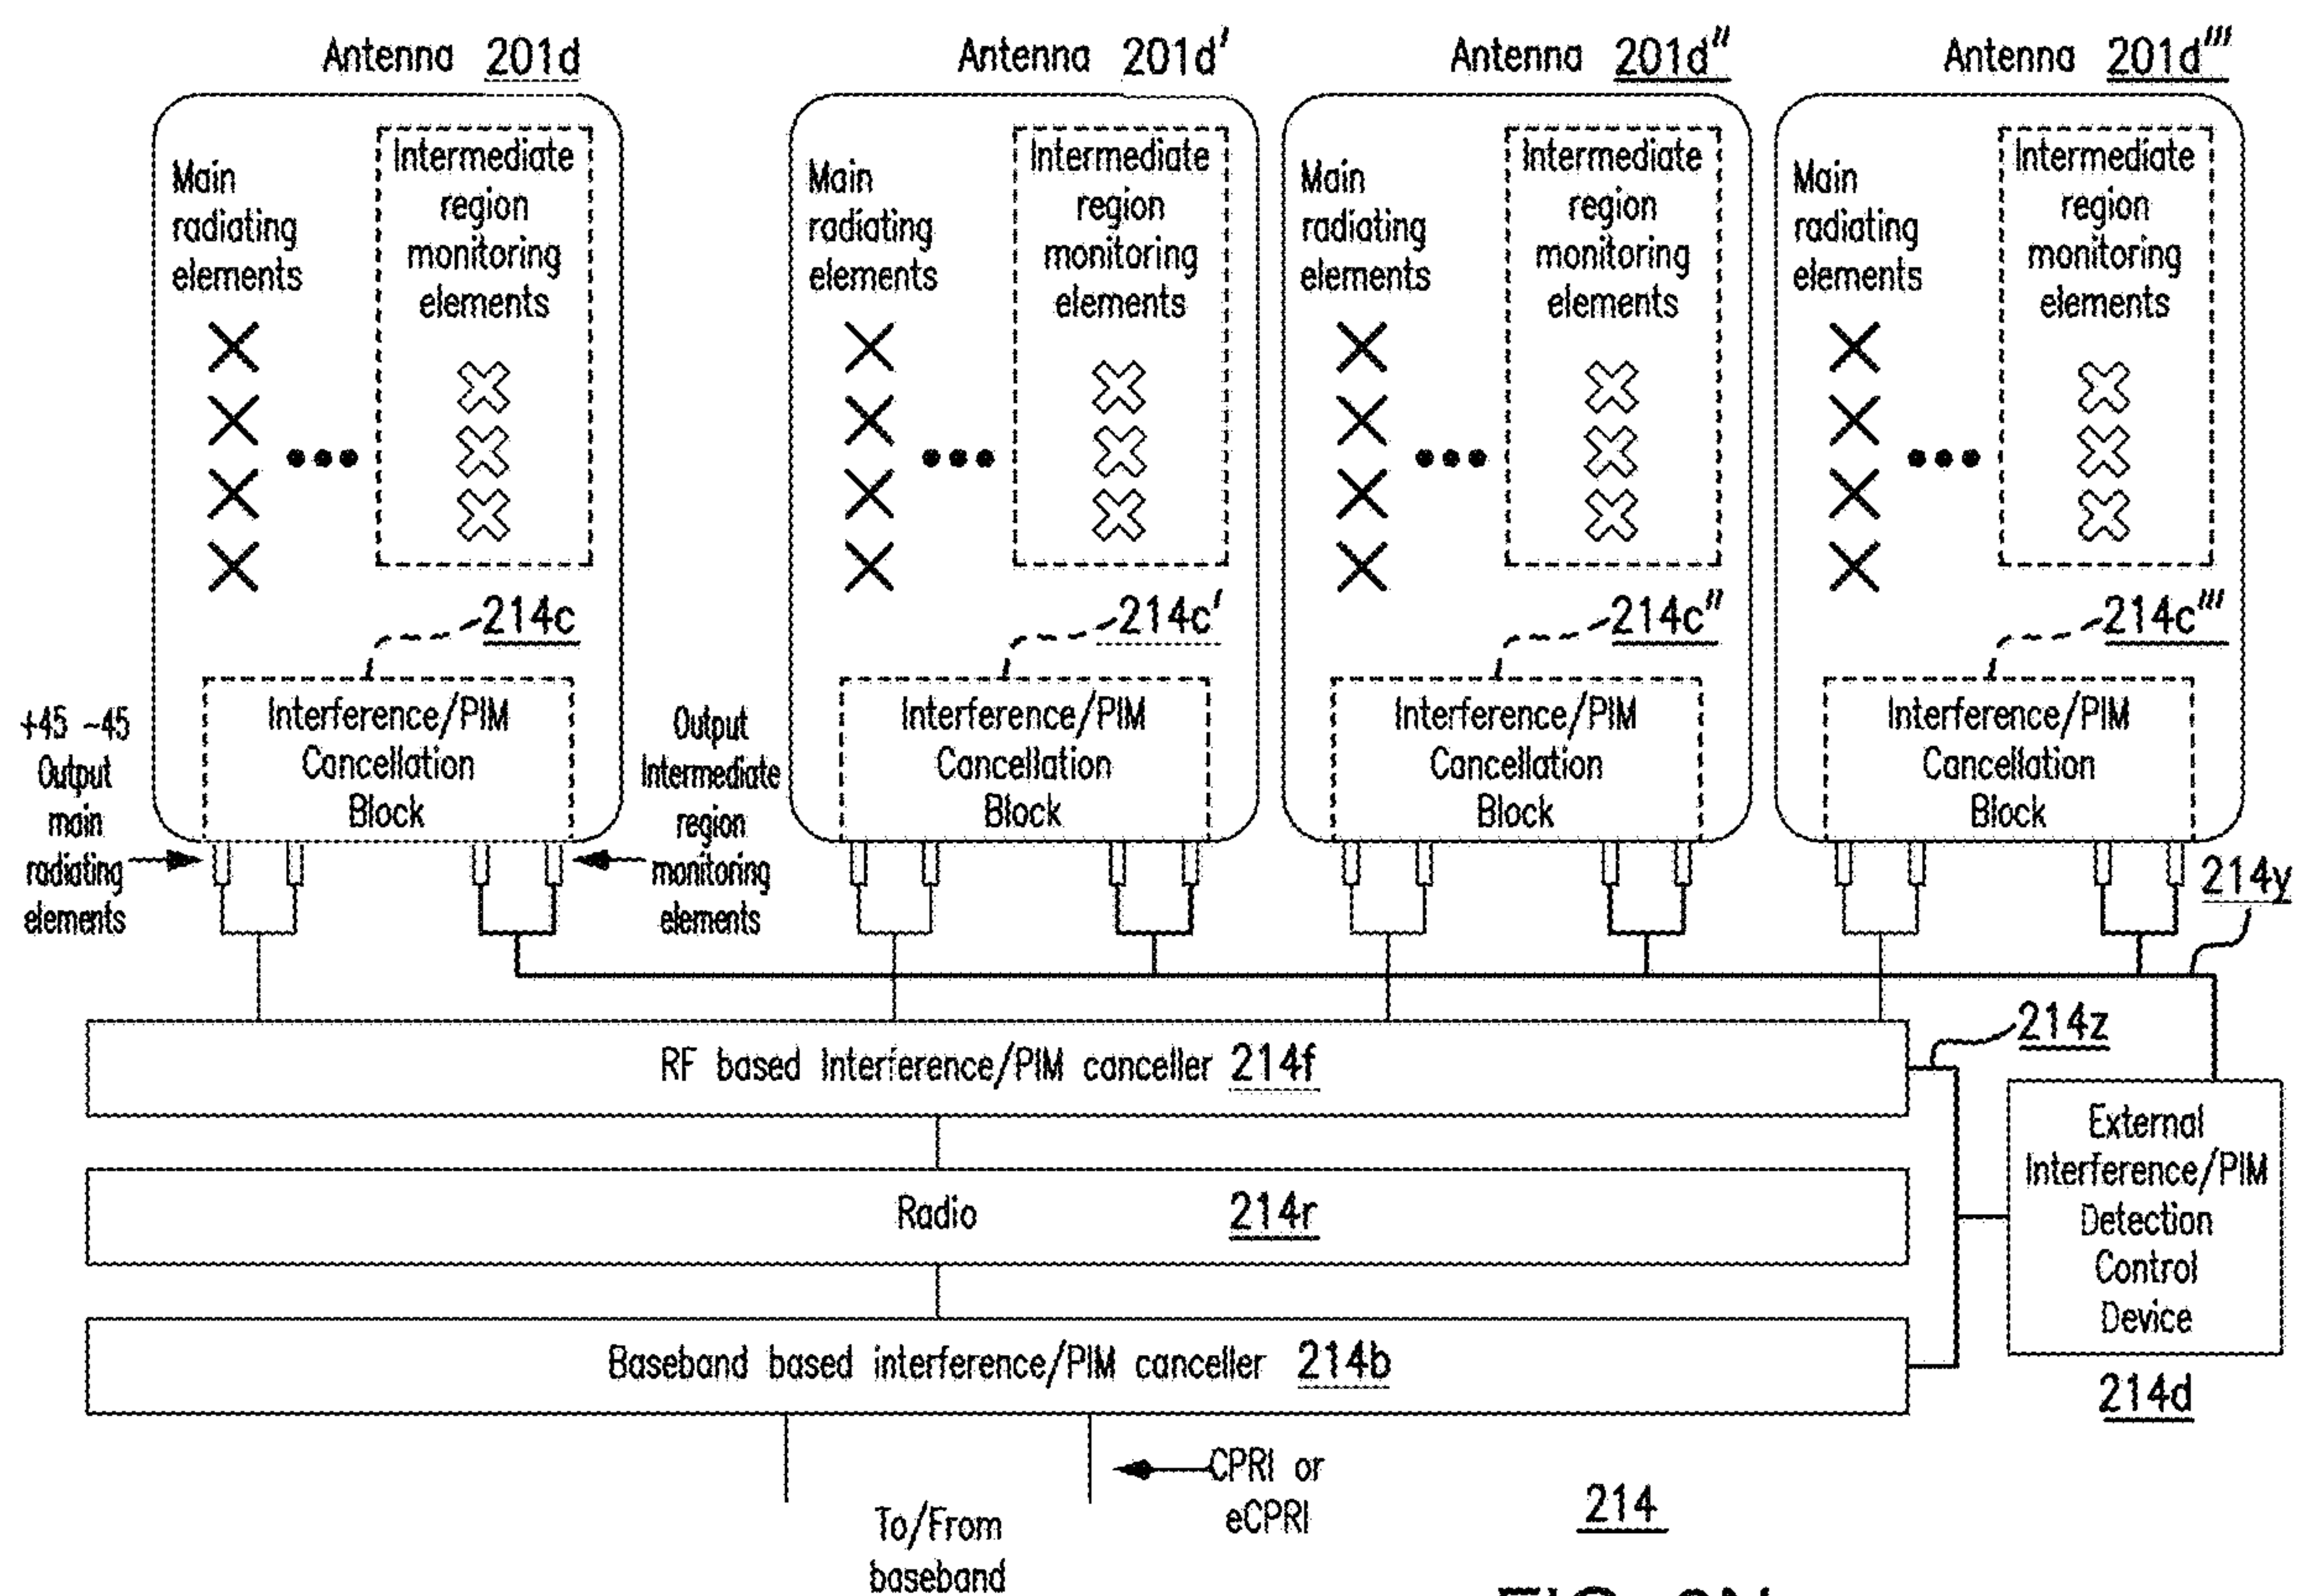 Antenna 201d
Antenna 201d'
Antenna 201d"
Antenna 201d'"
Main
radiating
elements
Intermediate
region
monitoring
elements
Main
radiating
elements
Intermediate
region
monitoring
elements
Main
radiating
elements
Intermediate
region
monitoring
elements
Main
radiating
elements
Intermediate
region
monitoring
elements
214c
214c'
214c"
214c'"
+45 -45
Output
main
radiating
elements
Interference/PIM
Cancellation
Block
Output
Intermediate
region
monitoring
elements
Interference/PIM
Cancellation
Block
Interference/PIM
Cancellation
Block
Interference/PIM
Cancellation
Block
214y
214z
RF based Interference/PIM canceller 214f
Radio 214r
Baseband based interference/PIM canceller 214b
External
Interference/PIM
Detection
Control
Device
214d
CPRI or
eCPRI
To/From
baseband
214